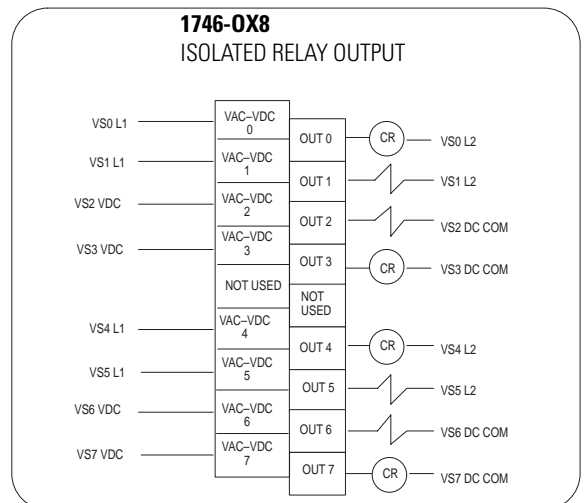 1746-OX8
ISOLATED RELAY OUTPUT
VS0 L1
VAC–VDC
0
OUT 0
CR
VS0 L2
VS1 L1
VAC–VDC
1
OUT 1
VS1 L2
VS2 VDC
VAC–VDC
2
OUT 2
VS2 DC COM
VS3 VDC
VAC–VDC
3
OUT 3
CR
VS3 DC COM
NOT USED
NOT
USED
VS4 L1
VAC–VDC
4
OUT 4
CR
VS4 L2
VS5 L1
VAC–VDC
5
OUT 5
VS5 L2
VS6 VDC
VAC–VDC
6
OUT 6
VS6 DC COM
VS7 VDC
VAC–VDC
7
OUT 7
CR
VS7 DC COM